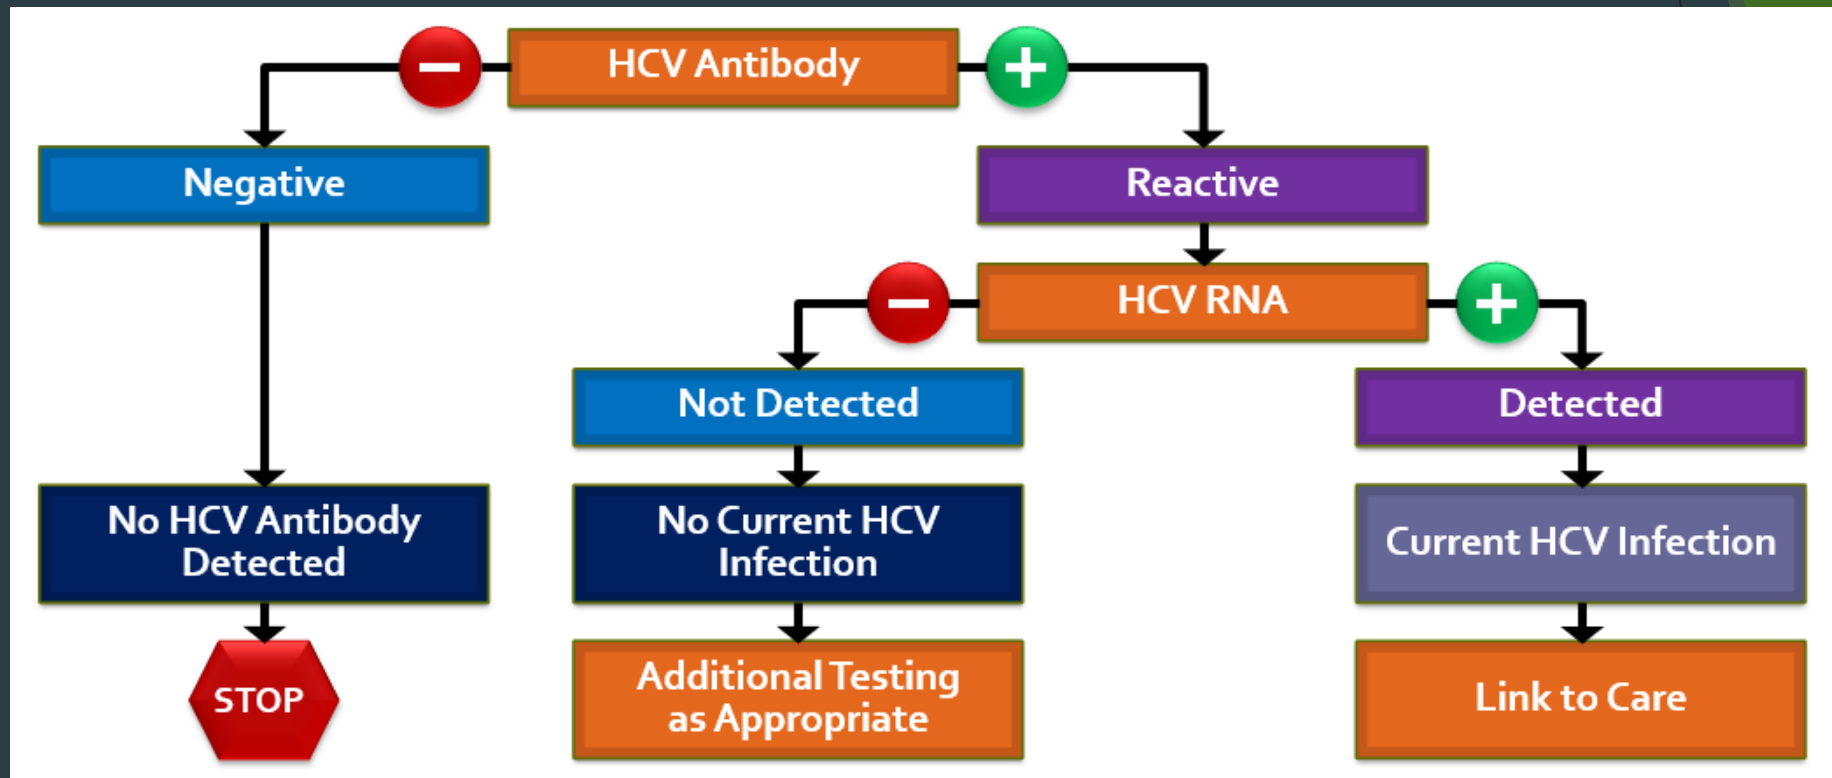 HCV Antibody
Negative
Reactive
HCV RNA
Not Detected
Detected
No HCV Antibody
Detected
No Current HCV
Infection
Current HCV Infection
STOP
Additional Testing
as Appropriate
Link to Care